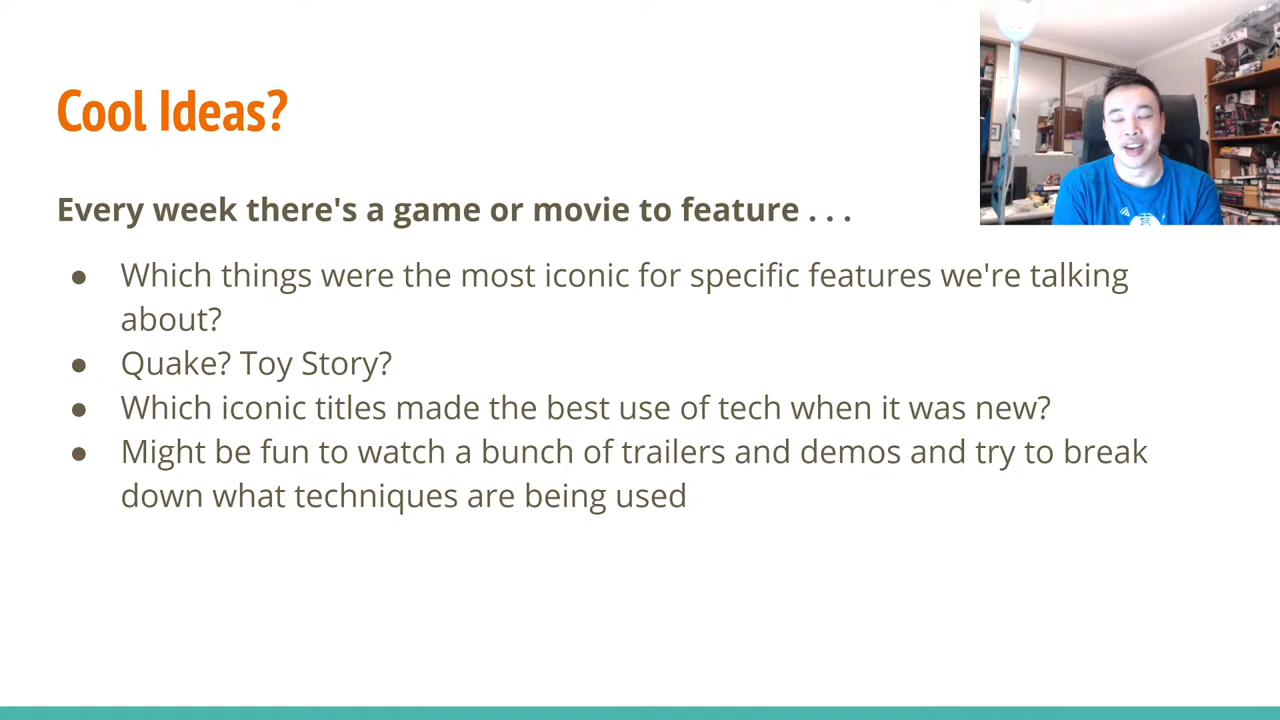 Cool Ideas?
Every week there's a game or movie to feature . . .
● Which things were the most iconic for specific features we're talking
about?
● Quake? Toy Story?
● Which iconic titles made the best use of tech when it was new?
● Might be fun to watch a bunch of trailers and demos and try to break
down what techniques are being used